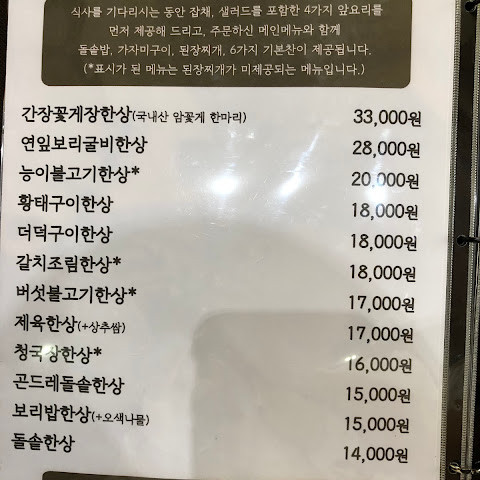 식사를 기다리시는 동안 잡채, 샐러드를 포함한 4가지 앞요리를
먼저 제공해 드리고, 주문하신 메인메뉴와 함께
돌솥밥, 가자미구이, 된장찌개, 6가지 기본찬이 제공됩니다.
(*표시가 된 메뉴는 된장찌개가 미제공되는 메뉴입니다.)
간장꽃게장한상(국내산 암꽃게 한마리) 33,000원
연잎보리굴비한상 28,000원
능이불고기한상* 20,000원
황태구이한상 18,000원
더덕구이한상 18,000원
갈치조림한상* 18,000원
버섯불고기한상* 17,000원
제육한상(+상추쌈) 17,000원
청국장한상* 16,000원
곤드레돌솥한상 15,000원
보리밥한상(+오색나물) 15,000원
돌솥한상 14,000원